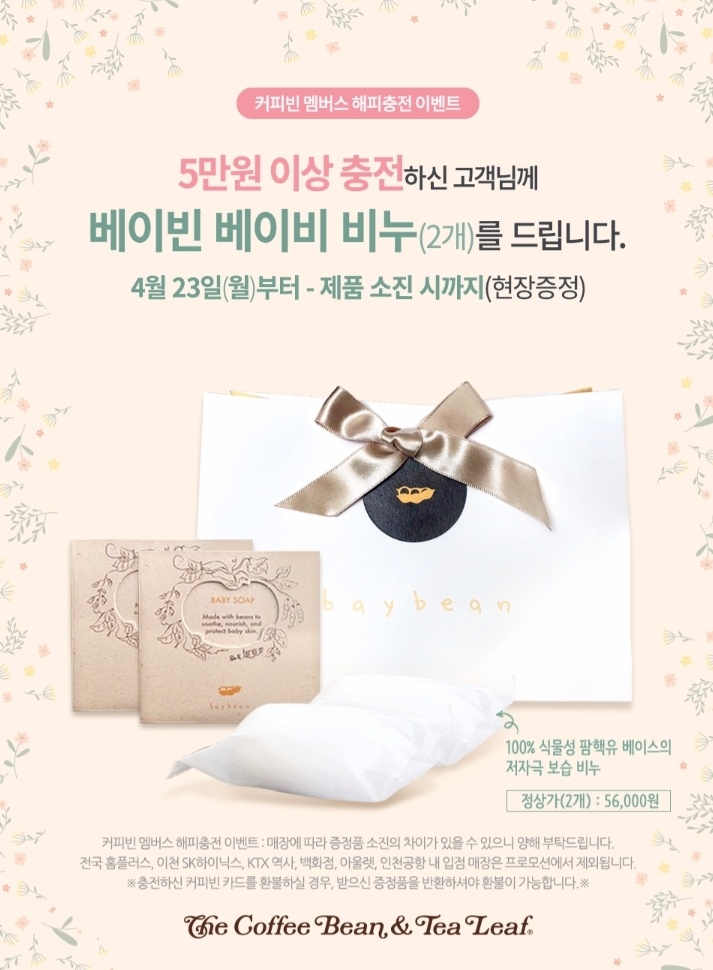 커피빈 멤버스 해피충전 이벤트
5만원 이상 충전하신 고객님께
베이빈 베이비 비누(2개)를 드립니다.
4월 23일(월)부터 - 제품 소진 시까지(현장증정)
baybean
BABY SOAP
Made with beans to
soothe, nourish, and
protect baby skin.
baybean
100% 식물성 팜핵유 베이스의
저자극 보습 비누
정상가(2개) : 56,000원
커피빈 멤버스 해피충전 이벤트 : 매장에 따라 증정품 소진의 차이가 있을 수 있으니 양해 부탁드립니다.
전국 홈플러스, 이천 SK하이닉스, KTX 역사, 백화점, 아울렛, 인천공항 내 입점 매장은 프로모션에서 제외됩니다.
※충전하신 커피빈 카드를 환불하실 경우, 받으신 증정품을 반환하셔야 환불이 가능합니다.※
The Coffee Bean & Tea Leaf®